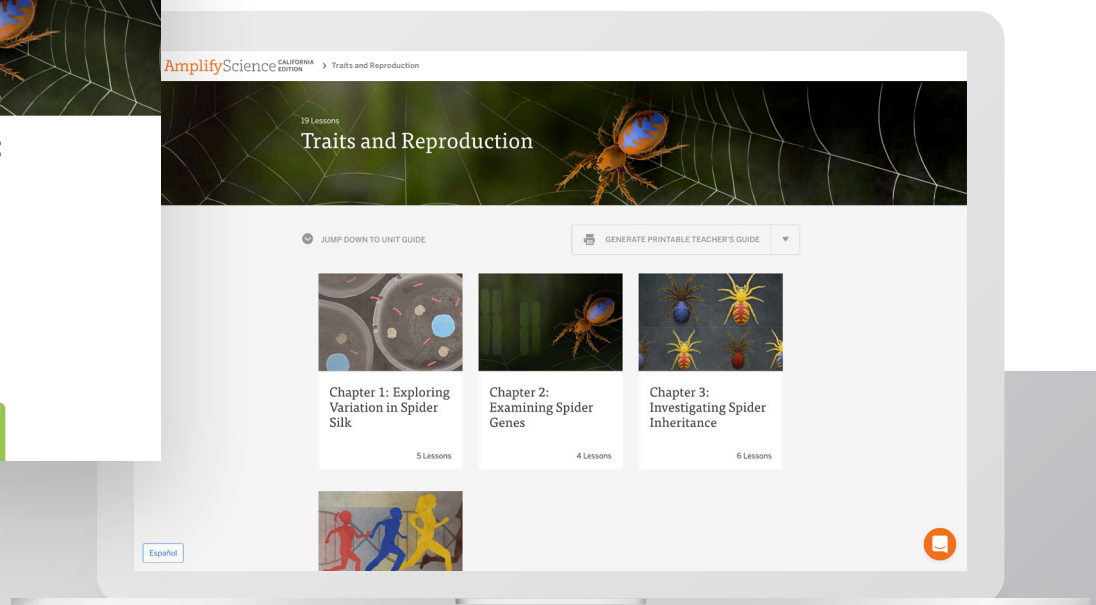 AmplifyScience CALIFORNIA EDITION > Traits and Reproduction
19 Lessons
Traits and Reproduction
JUMP DOWN TO UNIT GUIDE
GENERATE PRINTABLE TEACHER'S GUIDE
Chapter 1: Exploring
Variation in Spider
Silk
5 Lessons
Chapter 2:
Examining Spider
Genes
4 Lessons
Chapter 3:
Investigating Spider
Inheritance
6 Lessons
Español